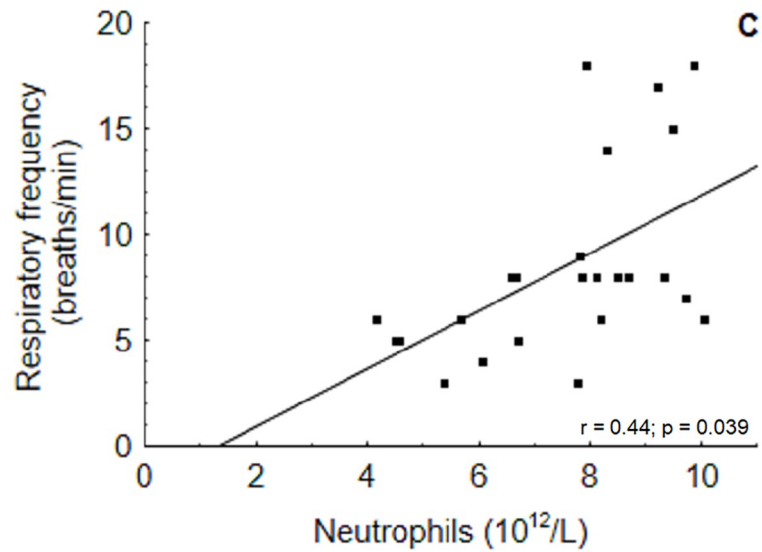 C
20
15
10
5
0
Respiratory frequency
(breaths/min)
r = 0.44; p = 0.039
0 2 4 6 8 10
Neutrophils (10¹²/L)